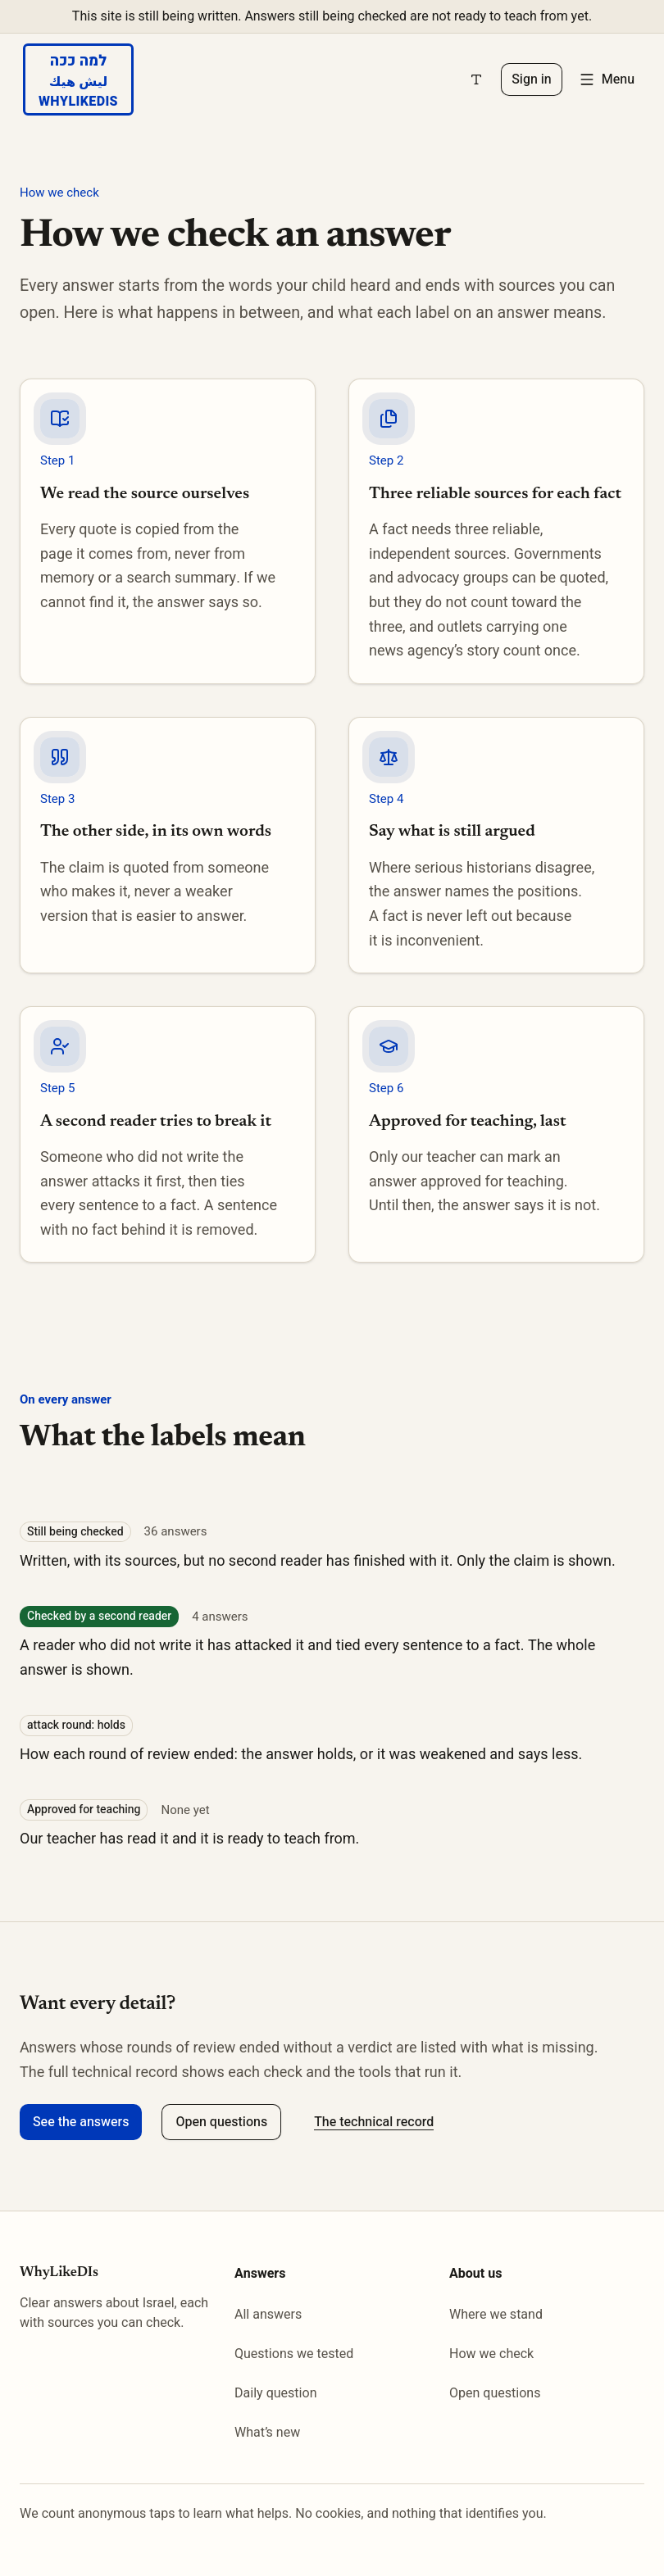 This site is still being written. Answers still being checked are not ready to teach from yet.
למה ככה
ليش هيك
WHYLIKEDIS
T
Sign in
Menu
How we check
How we check an answer
Every answer starts from the words your child heard and ends with sources you can
open. Here is what happens in between, and what each label on an answer means.
Step 1
We read the source ourselves
Every quote is copied from the
page it comes from, never from
memory or a search summary. If we
cannot find it, the answer says so.
Step 2
Three reliable sources for each fact
A fact needs three reliable,
independent sources. Governments
and advocacy groups can be quoted,
but they do not count toward the
three, and outlets carrying one
news agency’s story count once.
Step 3
The other side, in its own words
The claim is quoted from someone
who makes it, never a weaker
version that is easier to answer.
Step 4
Say what is still argued
Where serious historians disagree,
the answer names the positions.
A fact is never left out because
it is inconvenient.
Step 5
A second reader tries to break it
Someone who did not write the
answer attacks it first, then ties
every sentence to a fact. A sentence
with no fact behind it is removed.
Step 6
Approved for teaching, last
Only our teacher can mark an
answer approved for teaching.
Until then, the answer says it is not.
On every answer
What the labels mean
Still being checked 36 answers
Written, with its sources, but no second reader has finished with it. Only the claim is shown.
Checked by a second reader 4 answers
A reader who did not write it has attacked it and tied every sentence to a fact. The whole
answer is shown.
attack round: holds
How each round of review ended: the answer holds, or it was weakened and says less.
Approved for teaching None yet
Our teacher has read it and it is ready to teach from.
Want every detail?
Answers whose rounds of review ended without a verdict are listed with what is missing.
The full technical record shows each check and the tools that run it.
See the answers
Open questions
The technical record
WhyLikeDIs
Clear answers about Israel, each
with sources you can check.
Answers
All answers
Questions we tested
Daily question
What’s new
About us
Where we stand
How we check
Open questions
We count anonymous taps to learn what helps. No cookies, and nothing that identifies you.